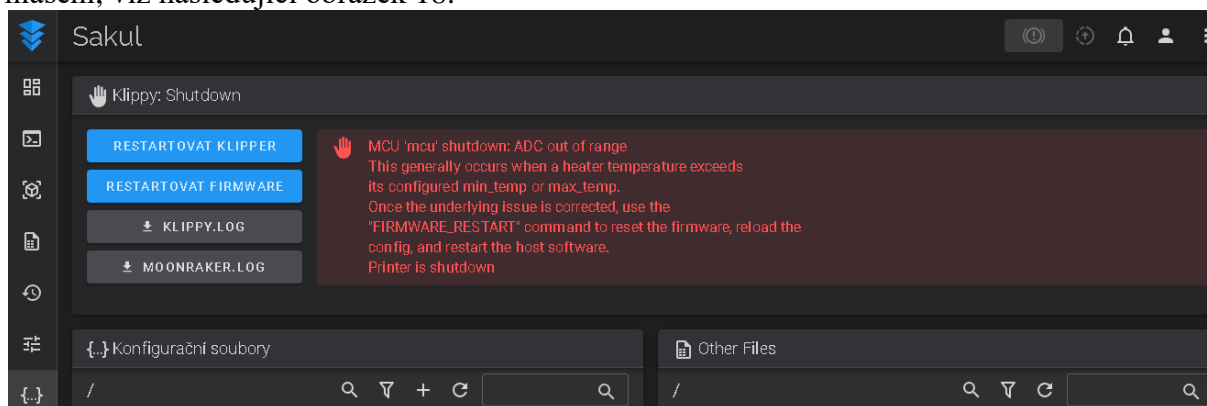 následující obrázek 18.
Sakul
Klippy: Shutdown
RESTARTOVAT KLIPPER
RESTARTOVAT FIRMWARE
KLIPPY.LOG
MOONRAKER.LOG
MCU 'mcu' shutdown: ADC out of range
This generally occurs when a heater temperature exceeds
its configured min_temp or max_temp.
Once the underlying issue is corrected, use the
"FIRMWARE_RESTART" command to reset the firmware, reload the
config, and restart the host software.
Printer is shutdown
{...} Konfigurační soubory
/
Other Files
/